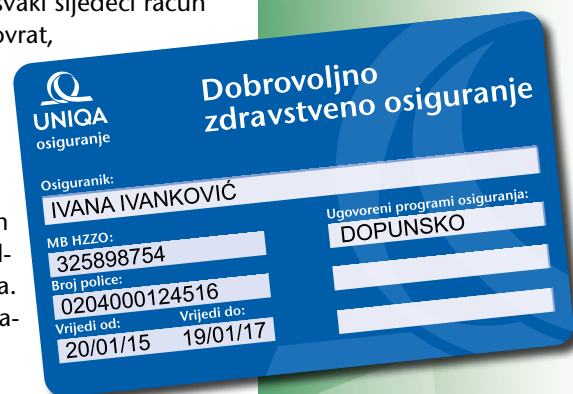 svaki sljedeći račun
ovrat,
UNIQA
osiguranje
Dobrovoljno
zdravstveno osiguranje
Osiguranik:
IVANA IVANKOVIĆ
MB HZZO:
325898754
Ugovoreni programi osiguranja:
DOPUNSKO
Broj police:
0204000124516
Vrijedi od:
Vrijedi do:
20/01/15
19/01/17
n
l-
a.
a-